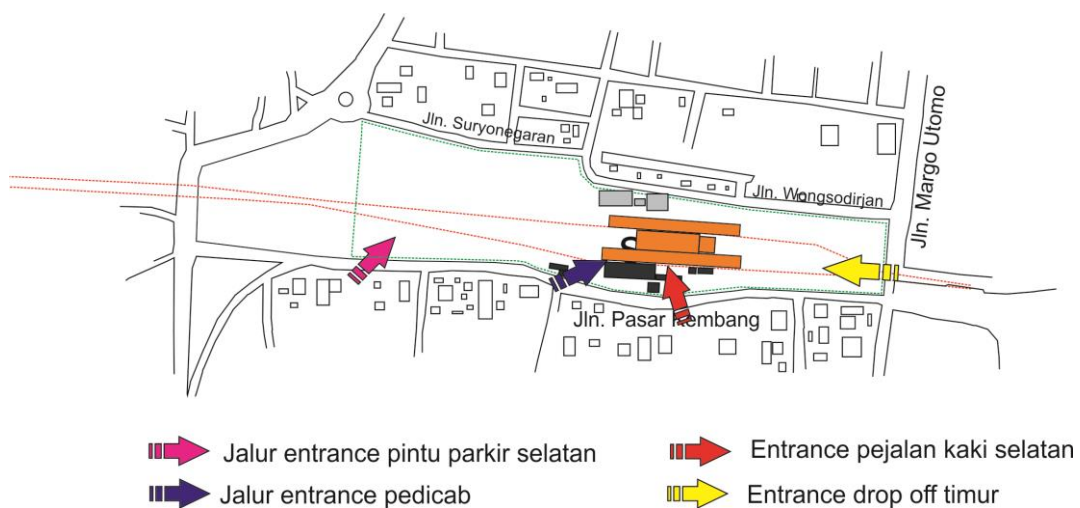 Jln. Suryonegaran
Jln. Wongsodirjan
Jln. Margo Utomo
Jln. Pasar Kembang
Jalur entrance pintu parkir selatan
Entrance pejalan kaki selatan
Jalur entrance pedicab
Entrance drop off timur